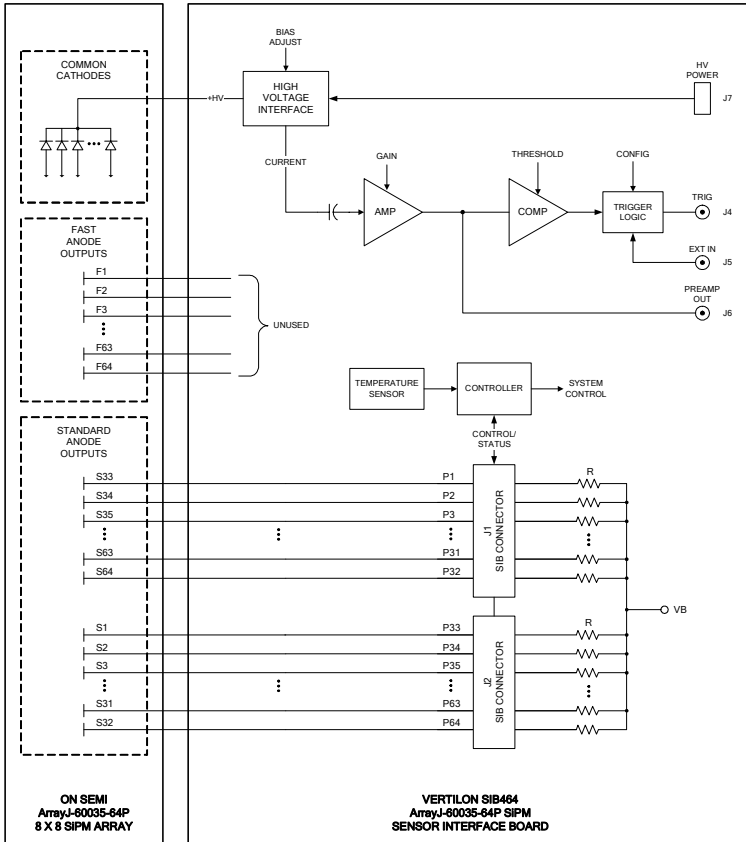 COMMON
CATHODES
BIAS
ADJUST
HIGH
VOLTAGE
INTERFACE
+HV
HV
POWER
J7
CURRENT
GAIN
AMP
THRESHOLD
COMP
CONFIG
TRIGGER
LOGIC
TRIG
J4
EXT IN
J5
PREAMP
OUT
J6
FAST
ANODE
OUTPUTS
F1
F2
F3
F63
F64
UNUSED
TEMPERATURE
SENSOR
CONTROLLER
SYSTEM
CONTROL
CONTROL/
STATUS
STANDARD
ANODE
OUTPUTS
S33
S34
S35
S63
S64
P1
P2
P3
P31
P32
J1
SIB CONNECTOR
R
VB
S1
S2
S3
S31
S32
P33
P34
P35
P63
P64
J2
SIB CONNECTOR
R
ON SEMI
ArrayJ-60035-64P
8 X 8 SIPM ARRAY
VERTILON SIB464
ArrayJ-60035-64P SIPM
SENSOR INTERFACE BOARD